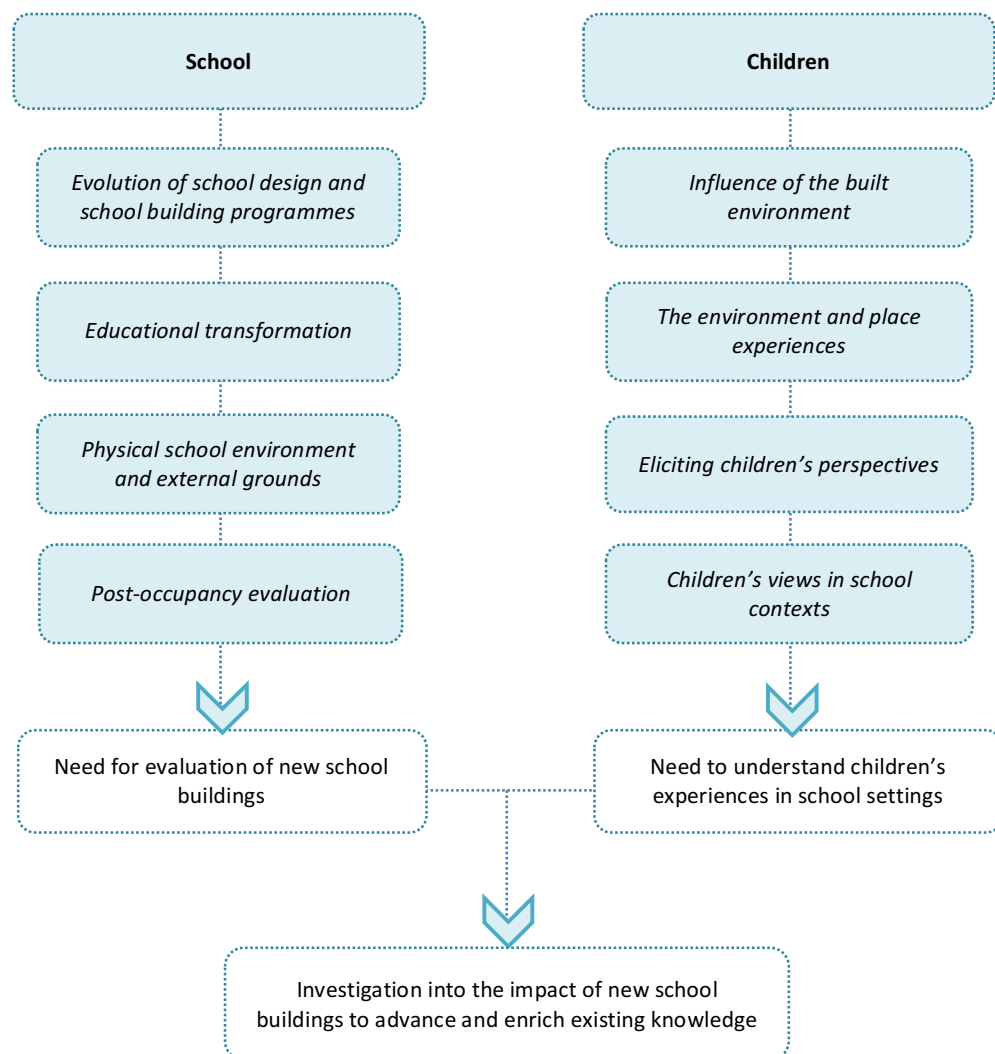 School
Evolution of school design and
school building programmes
Educational transformation
Physical school environment
and external grounds
Post-occupancy evaluation
Need for evaluation of new school
buildings
Children
Influence of the built
environment
The environment and place
experiences
Eliciting children’s perspectives
Children’s views in school
contexts
Need to understand children’s
experiences in school settings
Investigation into the impact of new school
buildings to advance and enrich existing knowledge